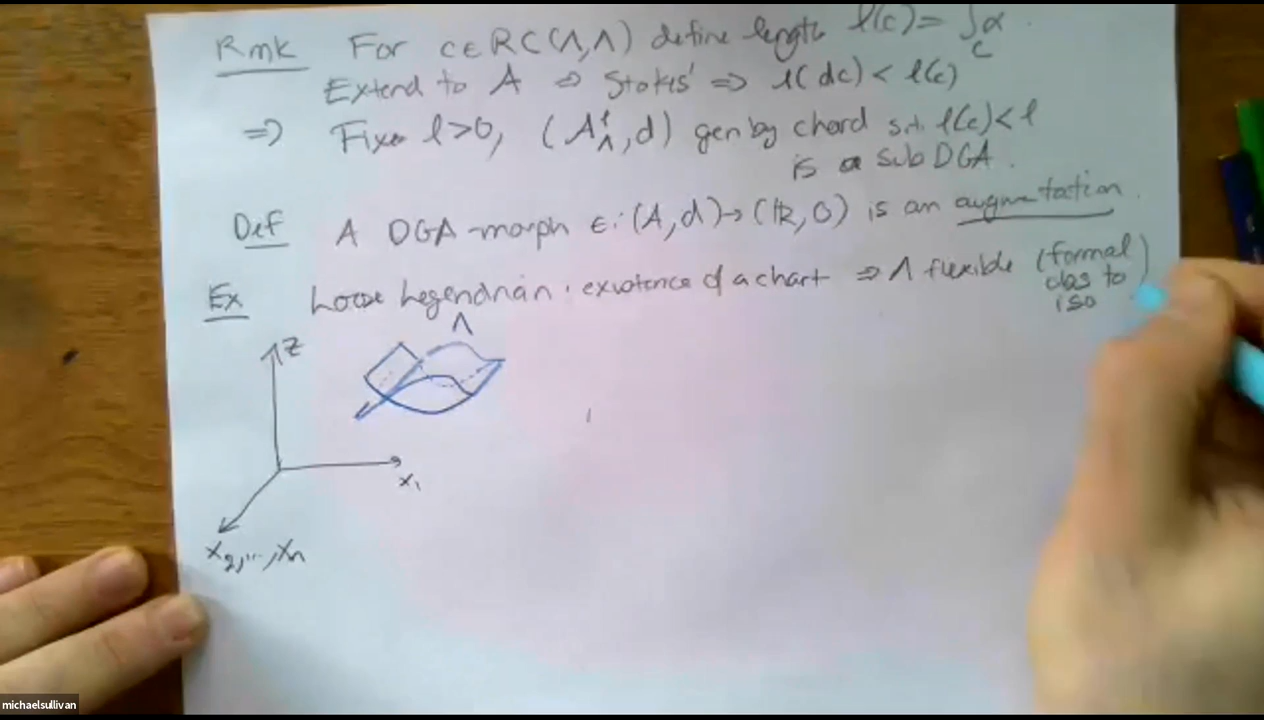 Rmk For c∈RC(Λ,Λ) define length l(c) = ∫_c α.
Extend to A ⇒ Stokes' ⇒ l(dc) < l(c)
⇒ Fix l>0, (A_Λ^l, d) gen by chord s.t. l(c)<l
is a sub DGA.
Def A DGA-morph ε: (A,d)→(k,0) is an augmentation.
Ex Loose Legendrian. existence of a chart ⇒ Λ flexible (formal
clas to
iso)
Λ
z
x₁
x₂,...,xₙ
michaelsullivan